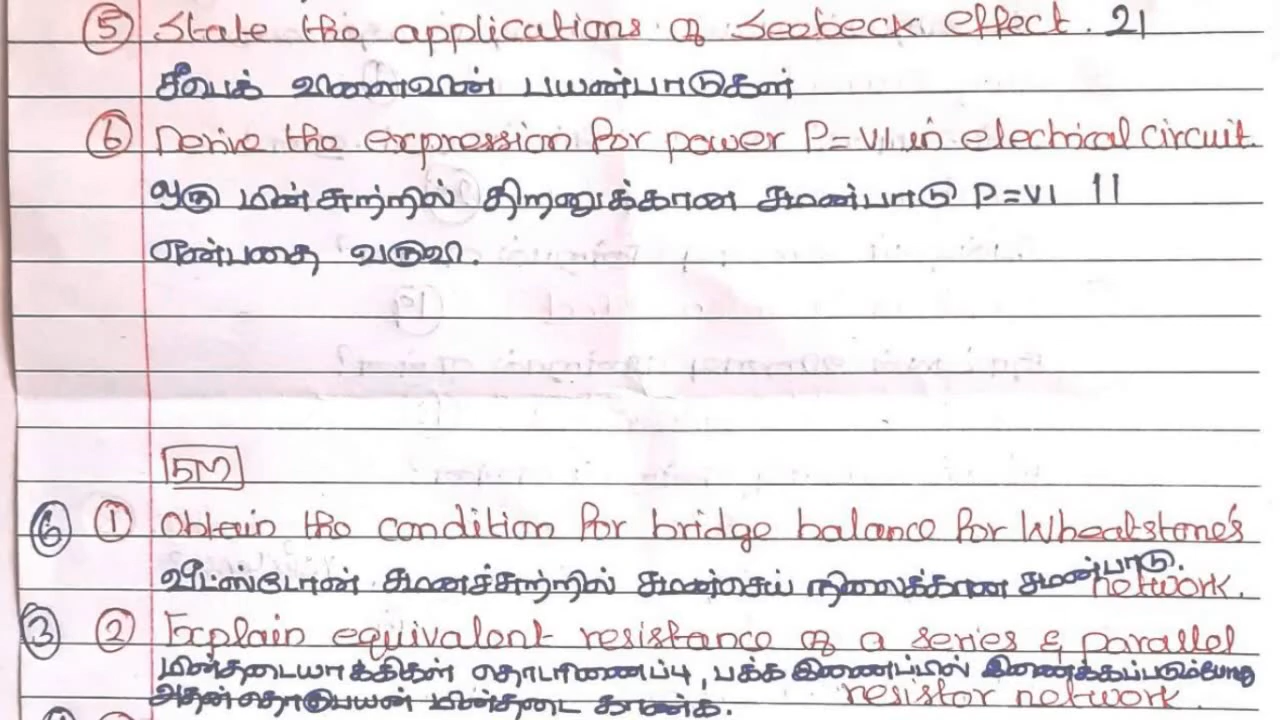 ⑤ State the applications of Seebeck effect. 21
சீபெக் விளைவின் பயன்பாடுகள்
⑥ Derive the expression for power P=VI in electrical circuit.
ஒரு மின்சுற்றில் திறனுக்கான சமன்பாடு P=VI 11
என்பதை வருவி.
5M
⑥ ① Obtain the condition for bridge balance for Wheatstone's
வீட்ஸ்டோன் சமனச்சுற்றில் சமன்செய் நிலைக்கான சமன்பாடு.
network.
③ ② Explain equivalent resistance of a series & parallel
மின்தடையாக்கிகள் தொடரிணைப்பு, பக்க இணைப்பில் இணைக்கப்படும்போது
அதன் தொகுபயன் மின்தடை காண்க. resistor network.